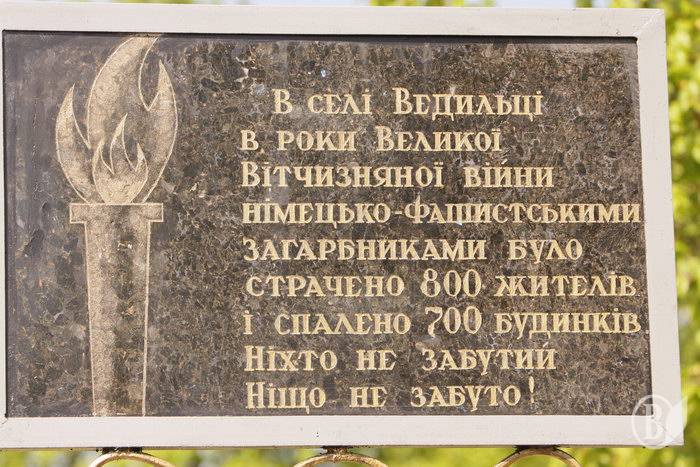 В селі Ведильці
в роки Великої
Вітчизняної війни
німецько-фашистськими
загарбниками було
страчено 800 жителів
і спалено 700 будинків
Ніхто не забутий
Ніщо не забуто!
В